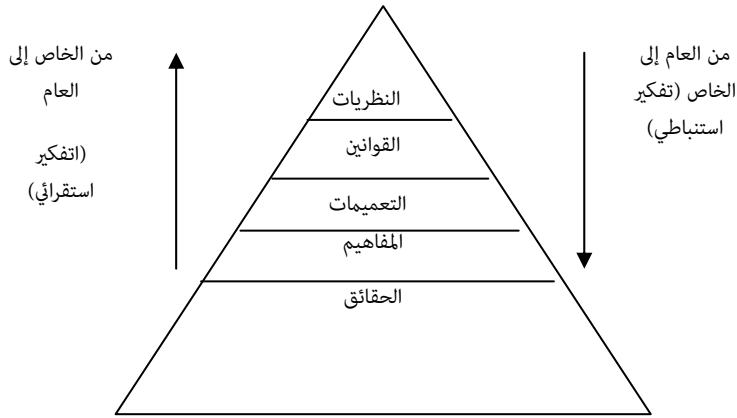 من العام إلى
الخاص (تفكير
استنباطي)
النظريات
القوانين
التعميمات
المفاهيم
الحقائق
من الخاص إلى
العام
(اتفكير
استقرائي)